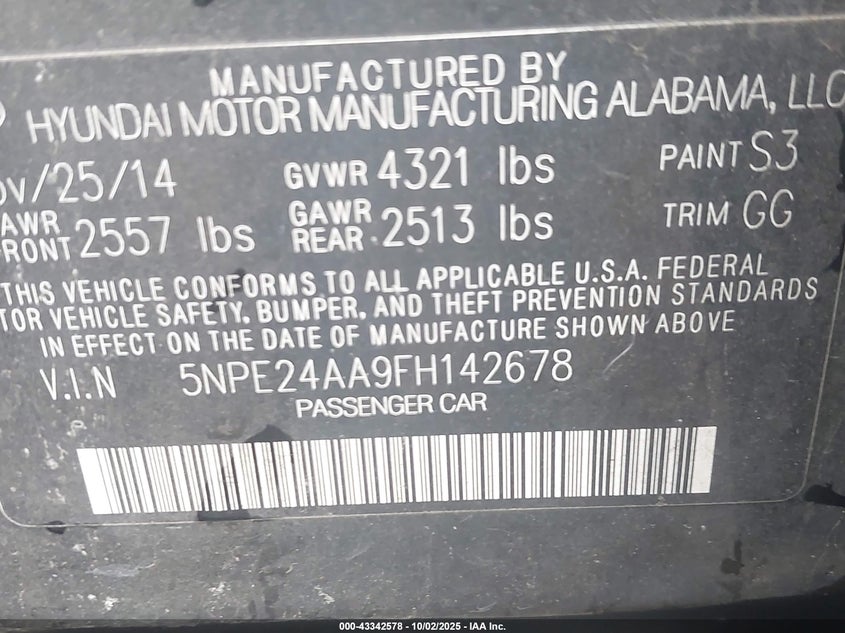 MANUFACTURED BY
HYUNDAI MOTOR MANUFACTURING ALABAMA, LLC
/25/14 GVWR 4321 lbs PAINT S3
2557 lbs GAWR REAR 2513 lbs TRIM GG
THIS VEHICLE CONFORMS TO ALL APPLICABLE U.S.A. FEDERAL
VEHICLE SAFETY, BUMPER, AND THEFT PREVENTION STANDARDS
IN EFFECT ON THE DATE OF MANUFACTURE SHOWN ABOVE
V.I.N 5NPE24AA9FH142678
PASSENGER CAR
000-43342578 - 10/02/2025 - IAA Inc.